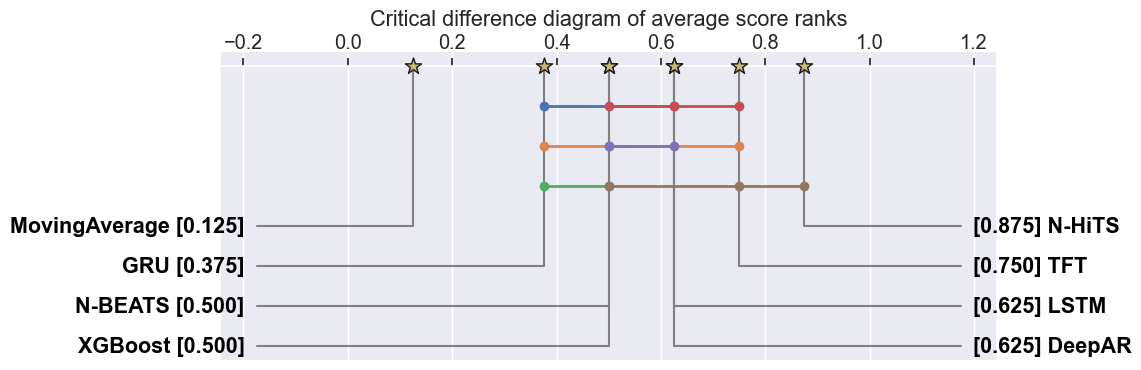 Critical difference diagram of average score ranks
−0.2 0.0 0.2 0.4 0.6 0.8 1.0 1.2
MovingAverage [0.125] [0.875] N-HiTS
GRU [0.375] [0.750] TFT
N-BEATS [0.500] [0.625] LSTM
XGBoost [0.500] [0.625] DeepAR